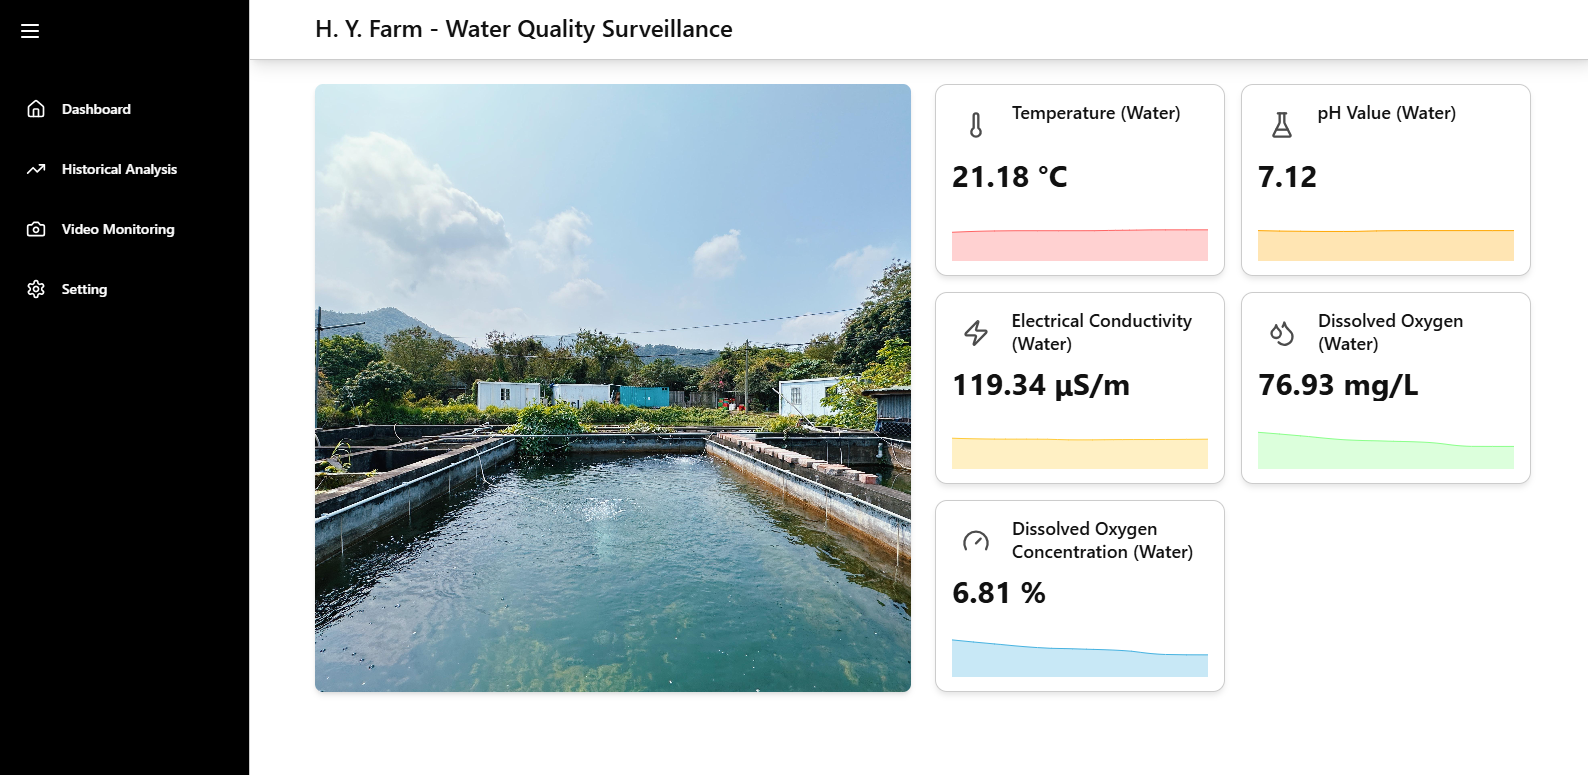 H. Y. Farm - Water Quality Surveillance
Dashboard
Historical Analysis
Video Monitoring
Setting
Temperature (Water)
21.18 °C
pH Value (Water)
7.12
Electrical Conductivity
(Water)
119.34 µS/m
Dissolved Oxygen
(Water)
76.93 mg/L
Dissolved Oxygen
Concentration (Water)
6.81 %